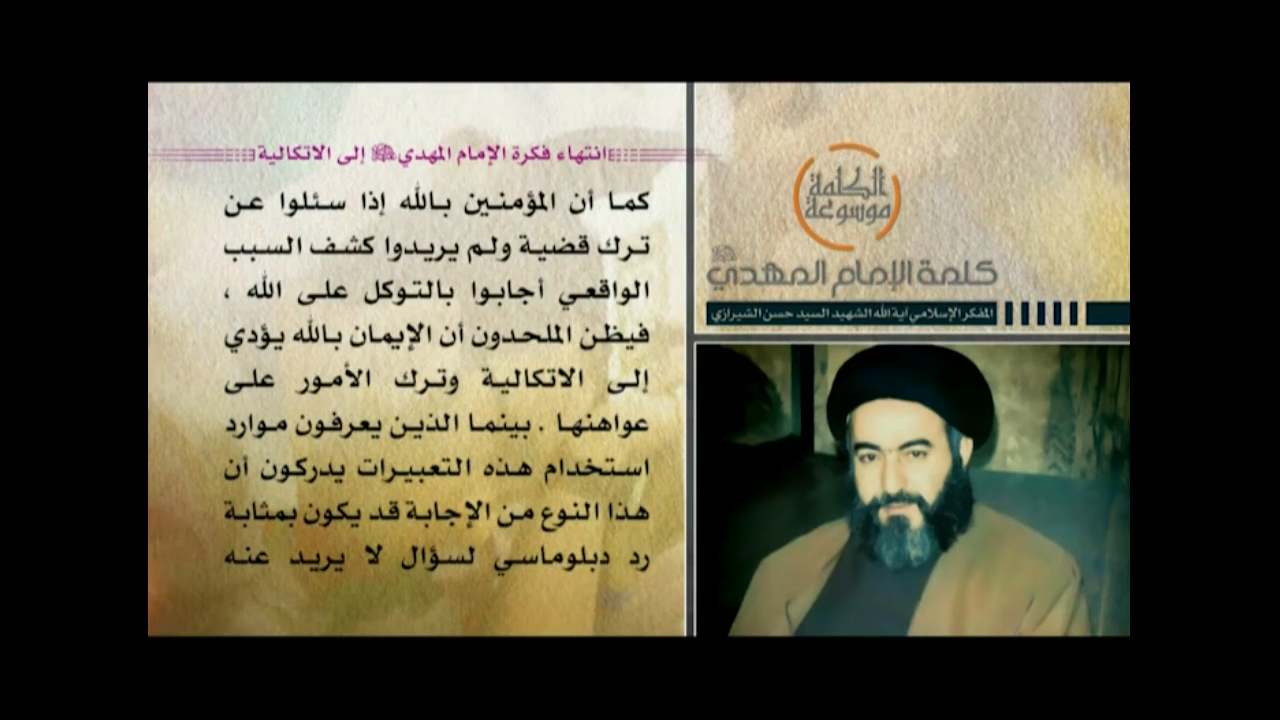 انتهاء فكرة الإمام المهدي إلى الاتكالية
كما أن المؤمنين بالله إذا سئلوا عن
ترك قضية ولم يريدوا كشف السبب
الواقعي أجابوا بالتوكل على الله ،
فيظن الملحدون أن الإيمان بالله يؤدي
إلى الاتكالية وترك الأمور على
عواهنها . بينما الذين يعرفون موارد
استخدام هذه التعبيرات يدركون أن
هذا النوع من الإجابة قد يكون بمثابة
رد دبلوماسي لسؤال لا يريد عنه
موسوعة
الكلمة
كلمة الإمام المهدي
المفكر الإسلامي آية الله الشهيد السيد حسن الشيرازي